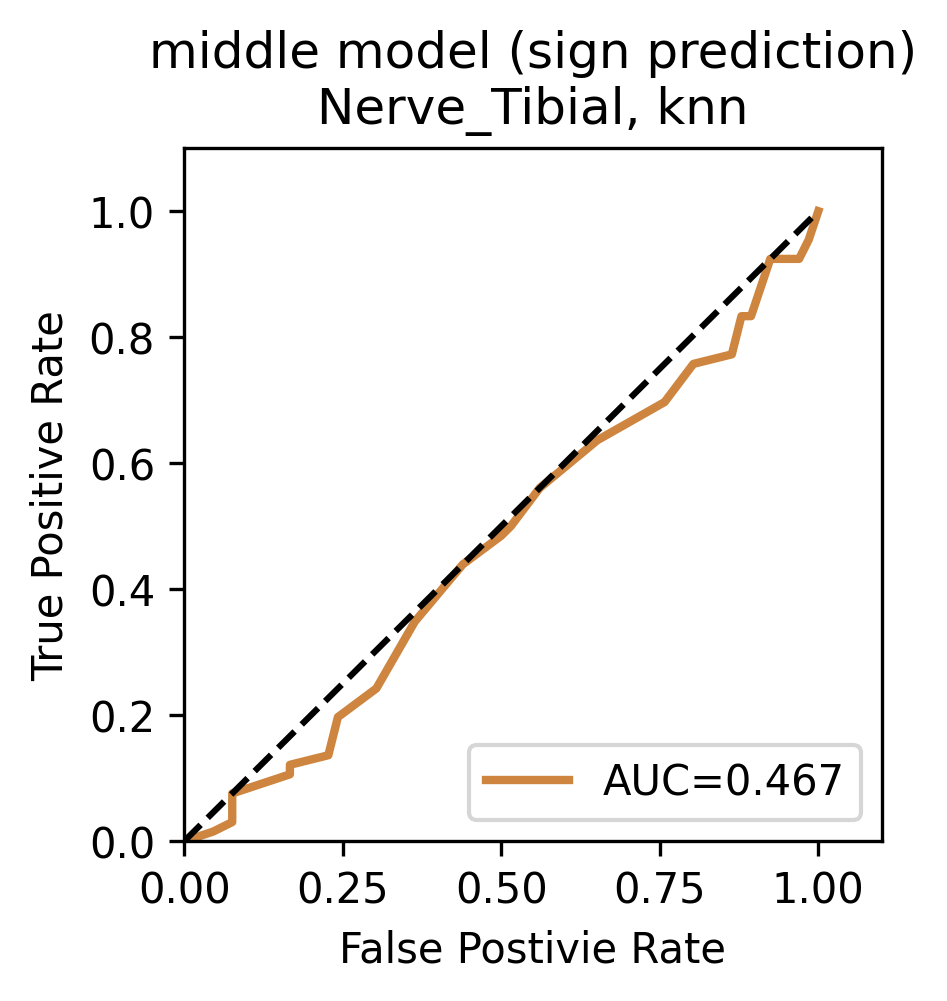 middle model (sign prediction)
Nerve_Tibial, knn
1.0
0.8
0.6
0.4
0.2
0.0
True Positive Rate
AUC=0.467
0.00 0.25 0.50 0.75 1.00
False Postivie Rate